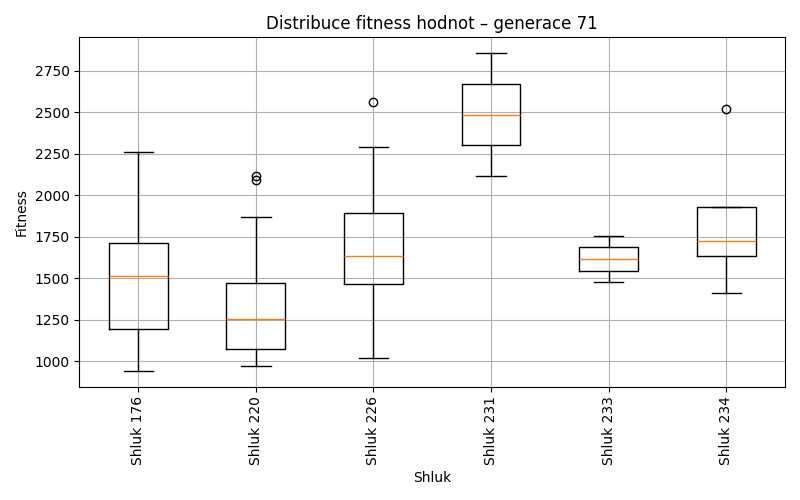 Distribuce fitness hodnot – generace 71
Fitness
2750
2500
2250
2000
1750
1500
1250
1000
Shluk 176
Shluk 220
Shluk 226
Shluk 231
Shluk 233
Shluk 234
Shluk